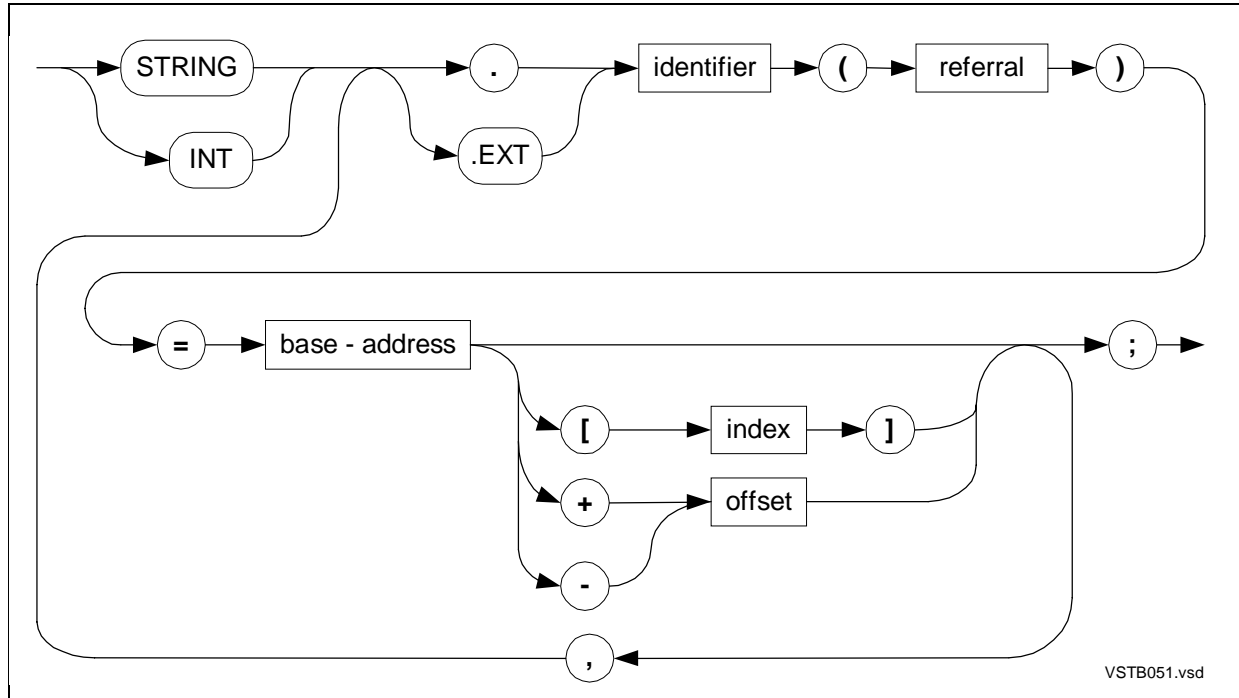 STRING . identifier ( referral )
INT .EXT
= base - address ;
[ index ]
+ offset
-
,
VSTB051.vsd